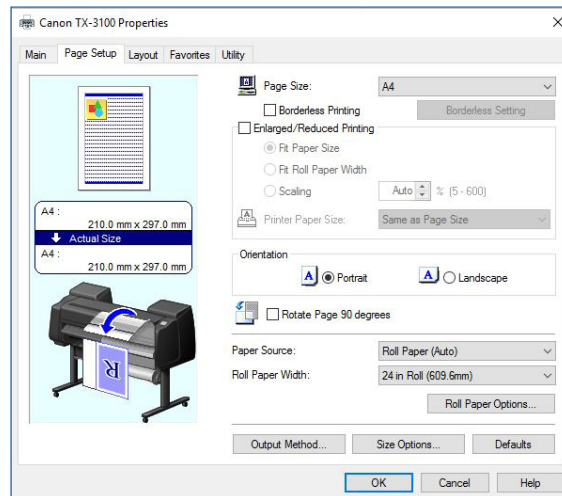 Canon TX-3100 Properties
Main Page Setup Layout Favorites Utility
Page Size: A4
Borderless Printing Borderless Setting
Enlarged/Reduced Printing
Fit Paper Size
Fit Roll Paper Width
Scaling Auto % (5 - 600)
Printer Paper Size: Same as Page Size
A4 :
210.0 mm x 297.0 mm
Actual Size
A4 :
210.0 mm x 297.0 mm
Orientation
A Portrait A Landscape
Rotate Page 90 degrees
R
Paper Source: Roll Paper (Auto)
Roll Paper Width: 24 in Roll (609.6mm)
Roll Paper Options...
Output Method... Size Options... Defaults
OK Cancel Help